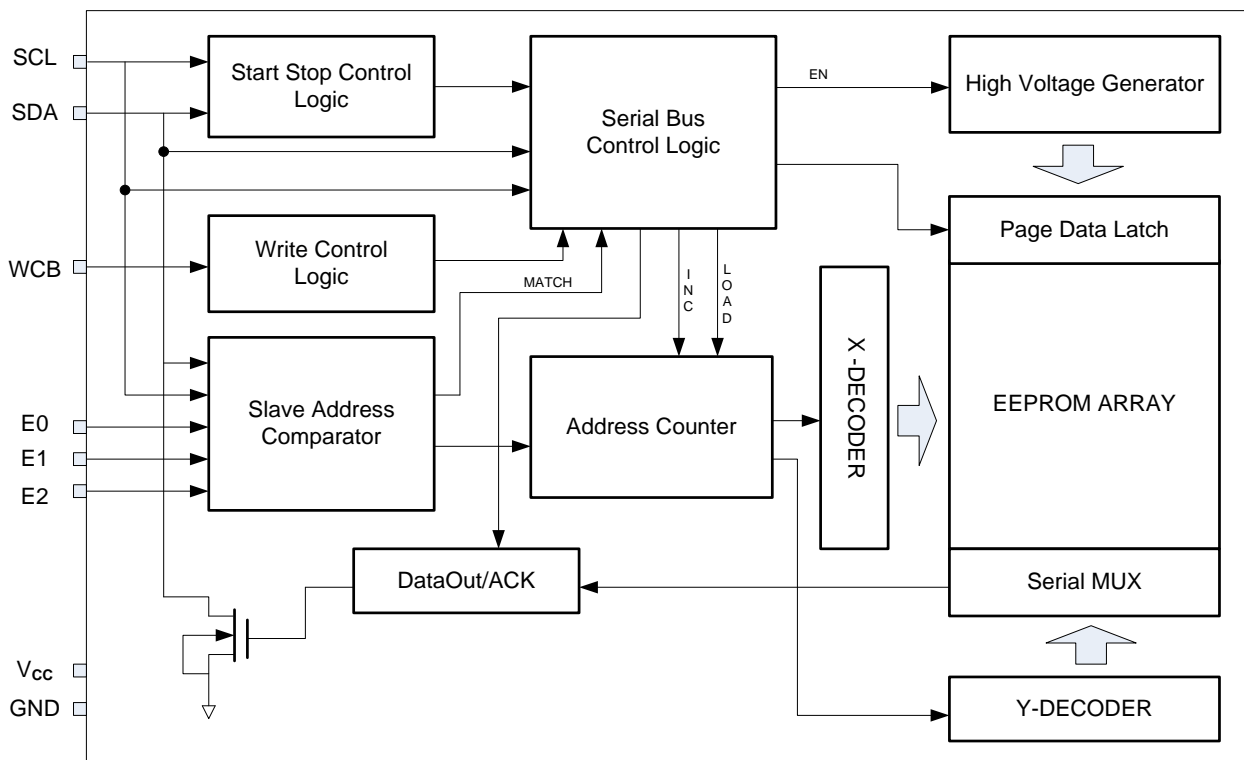 SCL
SDA
WCB
E0
E1
E2
Vcc
GND
Start Stop Control
Logic
Write Control
Logic
Slave Address
Comparator
Serial Bus
Control Logic
EN
MATCH
INC
LOAD
Address Counter
DataOut/ACK
X -DECODER
High Voltage Generator
Page Data Latch
EEPROM ARRAY
Serial MUX
Y-DECODER